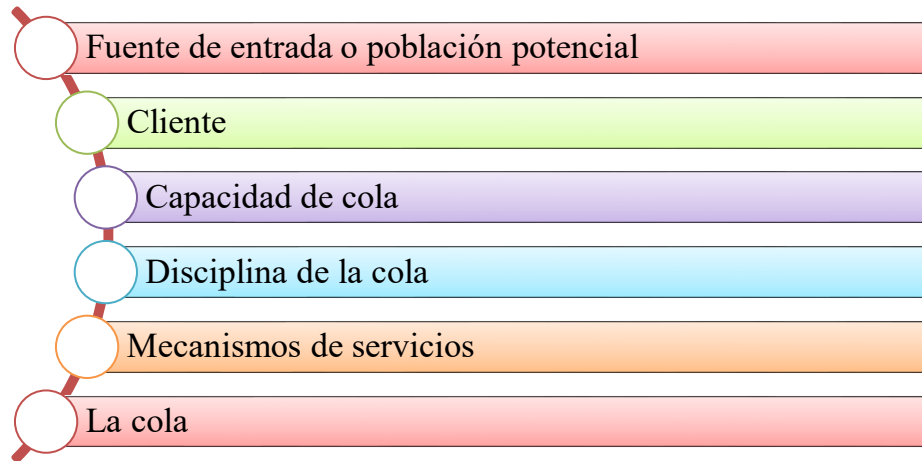 Fuente de entrada o población potencial
Cliente
Capacidad de cola
Disciplina de la cola
Mecanismos de servicios
La cola